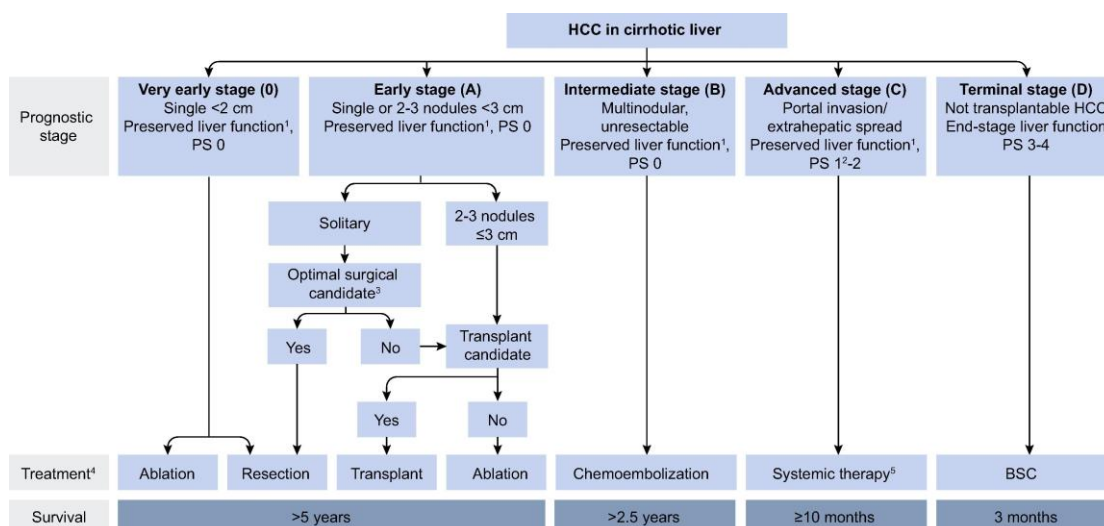 HCC in cirrhotic liver
Prognostic
stage
Very early stage (0)
Single <2 cm
Preserved liver function¹,
PS 0
Early stage (A)
Single or 2-3 nodules <3 cm
Preserved liver function¹, PS 0
Intermediate stage (B)
Multinodular,
unresectable
Preserved liver function¹,
PS 0
Advanced stage (C)
Portal invasion/
extrahepatic spread
Preserved liver function¹,
PS 1²-2
Terminal stage (D)
Not transplantable HCC
End-stage liver function
PS 3-4
Solitary
2-3 nodules
≤3 cm
Optimal surgical
candidate³
Yes
No
Transplant
candidate
Yes
No
Treatment⁴
Ablation
Resection
Transplant
Ablation
Chemoembolization
Systemic therapy⁵
BSC
Survival
>5 years
>2.5 years
≥10 months
3 months